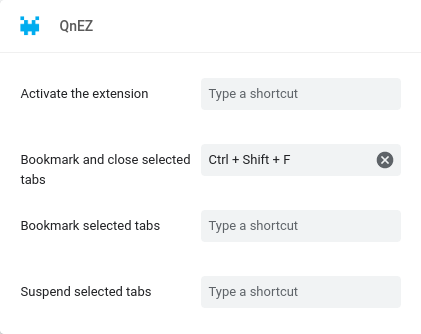 QnEZ
Activate the extension
Type a shortcut
Bookmark and close selected
tabs
Ctrl + Shift + F
Bookmark selected tabs
Type a shortcut
Suspend selected tabs
Type a shortcut